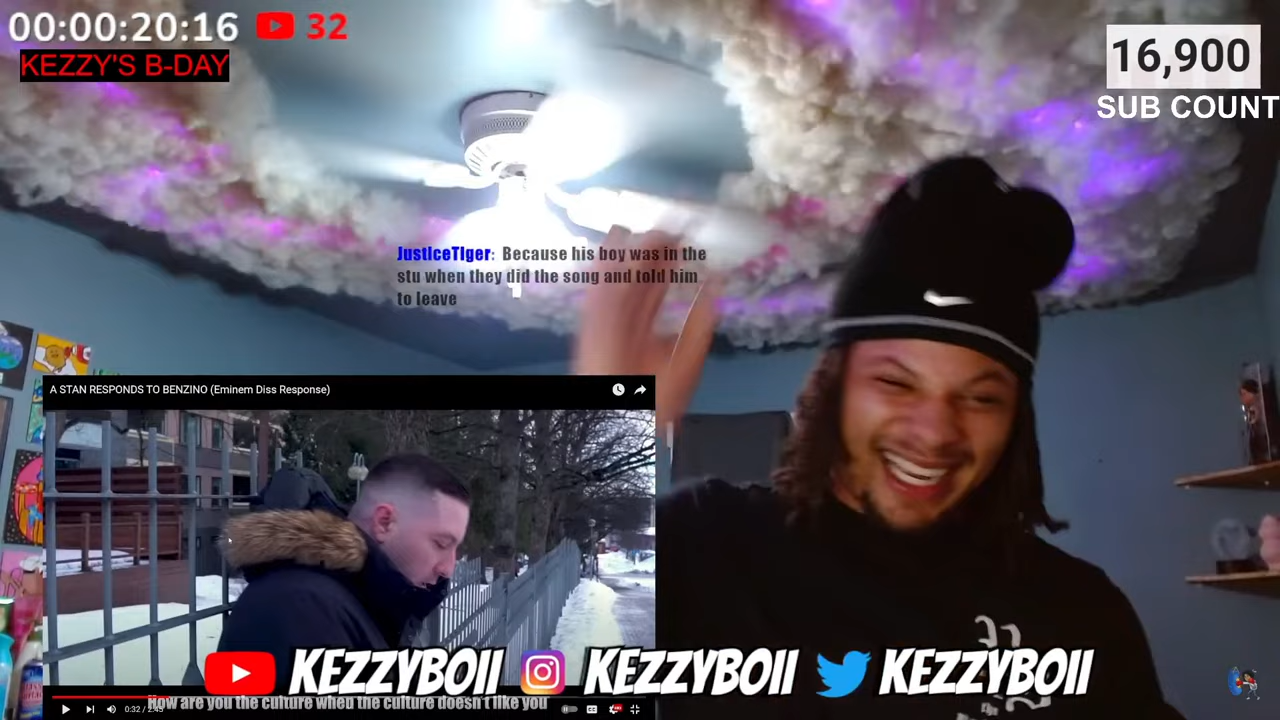 00:00:20:16 32
KEZZY'S B-DAY
16,900
SUB COUNT
JusticeTiger: Because his boy was in the
stu when they did the song and told him
to leave
A STAN RESPONDS TO BENZINO (Eminem Diss Response)
KEZZYBOII KEZZYBOII KEZZYBOII
How are you the culture when the culture doesn't like you
0:32 / 2:45